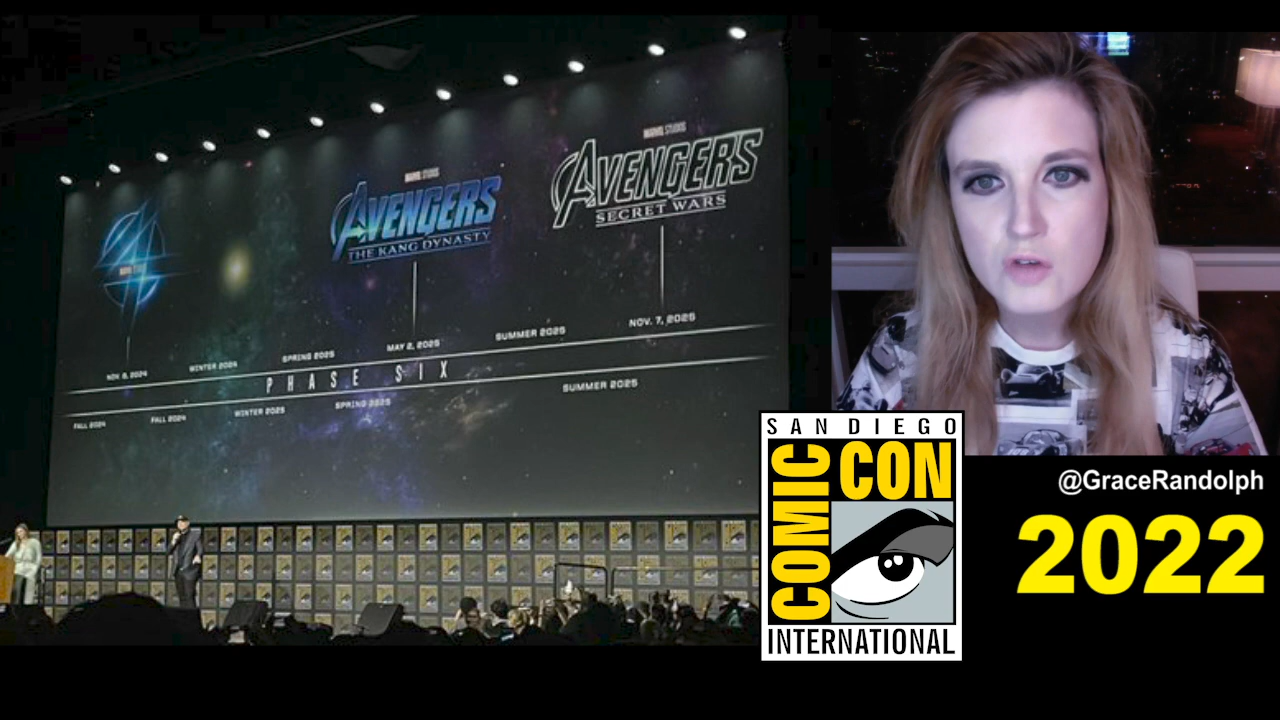 MARVEL STUDIOS
AVENGERS
SECRET WARS
MARVEL STUDIOS
AVENGERS
THE KANG DYNASTY
NOV. 8, 2024
WINTER 2024
SPRING 2025
MAY 2, 2025
SUMMER 2025
NOV. 7, 2025
PHASE SIX
FALL 2024
FALL 2024
WINTER 2025
SPRING 2025
SUMMER 2025
SAN DIEGO
COMIC
CON
INTERNATIONAL
@GraceRandolph
2022